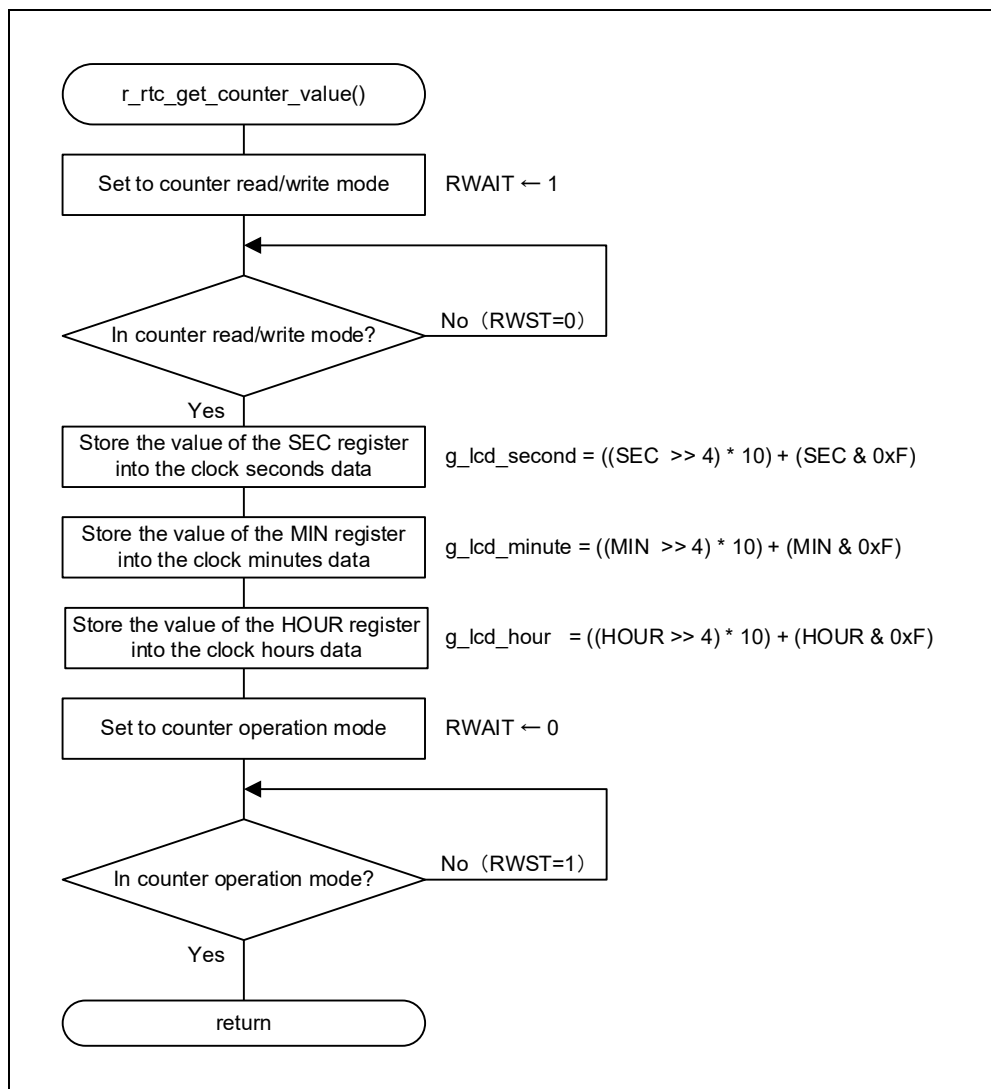 r_rtc_get_counter_value()
Set to counter read/write mode
RWAIT ← 1
In counter read/write mode?
No（RWST=0）
Yes
Store the value of the SEC register
into the clock seconds data
g_lcd_second = ((SEC >> 4) * 10) + (SEC & 0xF)
Store the value of the MIN register
into the clock minutes data
g_lcd_minute = ((MIN >> 4) * 10) + (MIN & 0xF)
Store the value of the HOUR register
into the clock hours data
g_lcd_hour = ((HOUR >> 4) * 10) + (HOUR & 0xF)
Set to counter operation mode
RWAIT ← 0
In counter operation mode?
No（RWST=1）
Yes
return